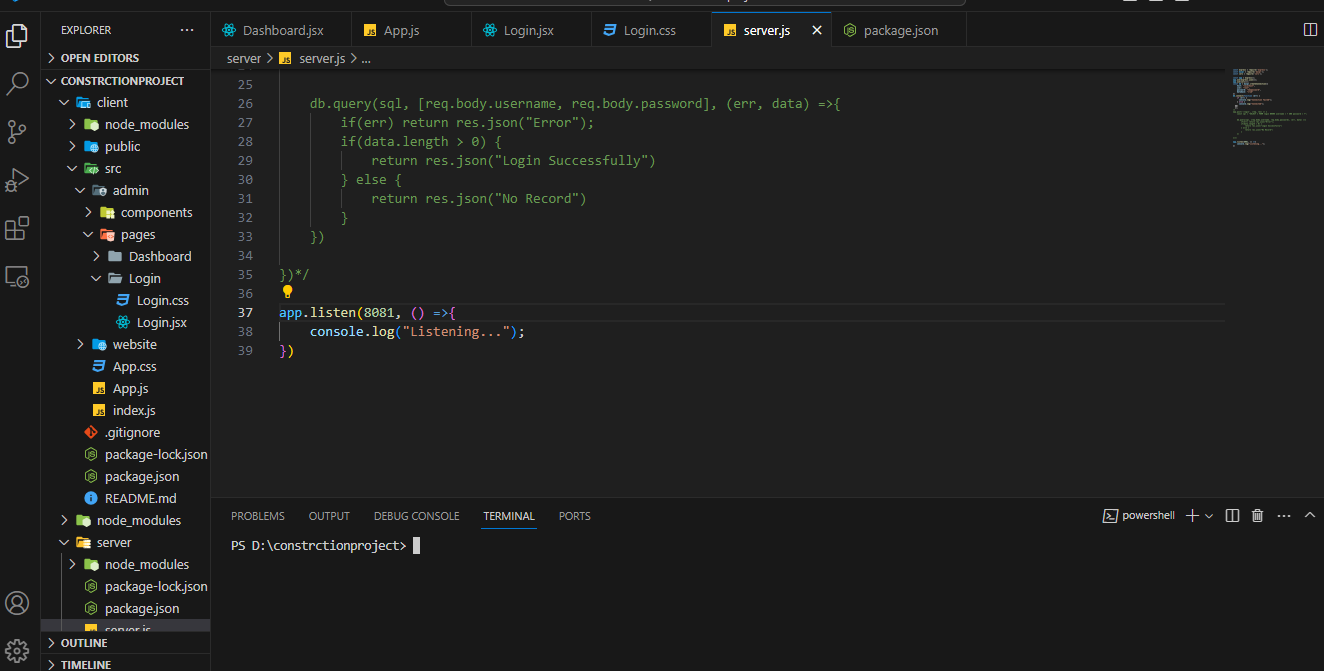 EXPLORER ...
OPEN EDITORS
CONSTRCTIONPROJECT
client
node_modules
public
src
admin
components
pages
Dashboard
Login
Login.css
Login.jsx
website
App.css
App.js
index.js
.gitignore
package-lock.json
package.json
README.md
node_modules
server
node_modules
package-lock.json
package.json
server.js
OUTLINE
TIMELINE
Dashboard.jsx JS App.js Login.jsx Login.css JS server.js package.json
server > JS server.js > ...
25
26 db.query(sql, [req.body.username, req.body.password], (err, data) =>{
27 if(err) return res.json("Error");
28 if(data.length > 0) {
29 return res.json("Login Successfully")
30 } else {
31 return res.json("No Record")
32 }
33 })
34
35 })*/
36
37 app.listen(8081, () =>{
38 console.log("Listening...");
39 })
PROBLEMS OUTPUT DEBUG CONSOLE TERMINAL PORTS powershell
PS D:\constrctionproject>